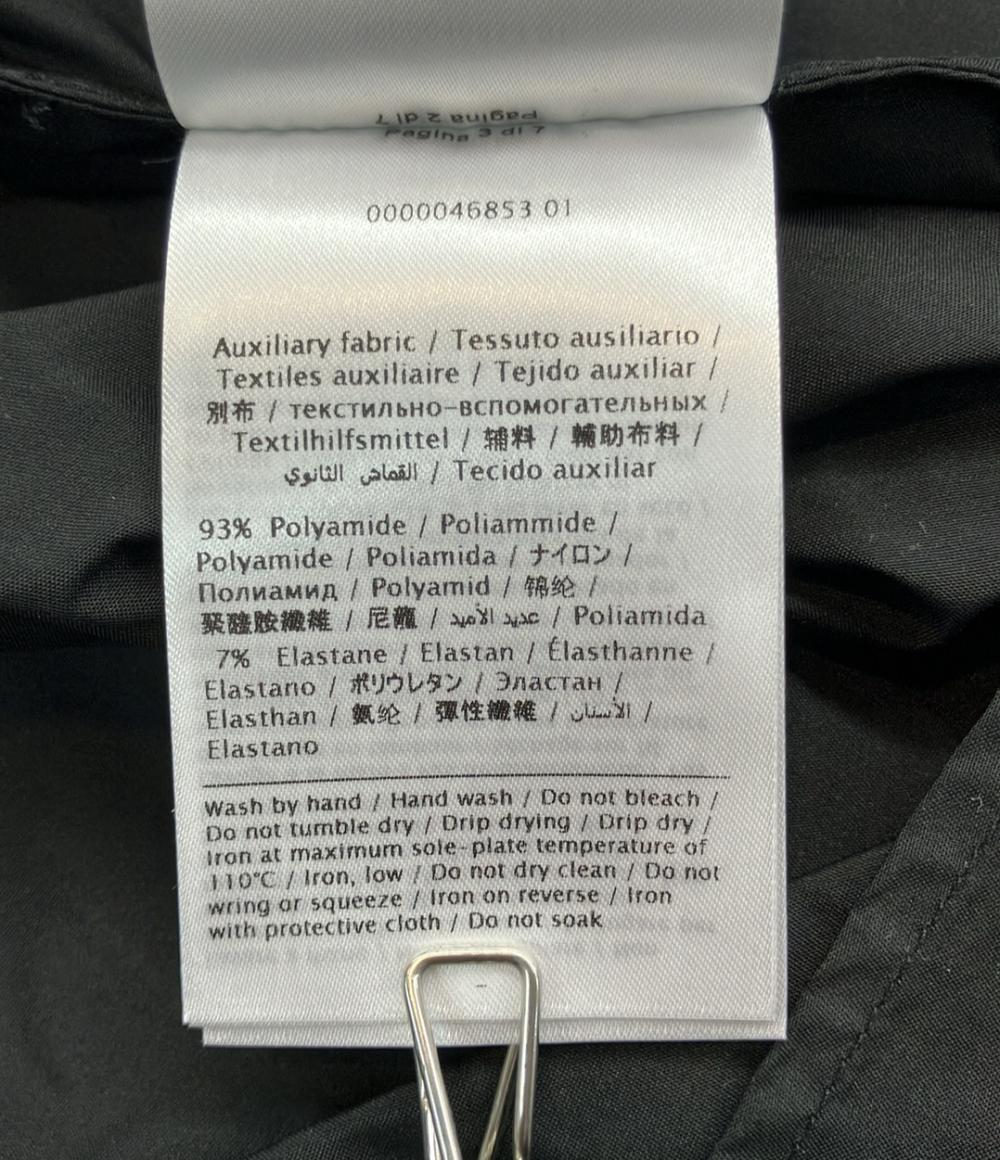 Pagina 2 di 7
Pagina 3 di 7
0000046853 01
Auxiliary fabric / Tessuto ausiliario /
Textiles auxiliaire / Tejido auxiliar /
別布 / текстильно-вспомогательных /
Textilhilfsmittel / 辅料 / 輔助布料 /
القماض الثانوي / Tecido auxiliar
93% Polyamide / Poliammide /
Polyamide / Poliamida / ナイロン /
Полиамид / Polyamid / 锦纶 /
聚醯胺纖維 / 尼龍 / عديد الأميد / Poliamida
7% Elastane / Elastan / Élasthanne /
Elastano / ポリウレタン / Эластан /
Elasthan / 氨纶 / 彈性纖維 / الأستان /
Elastano
Wash by hand / Hand wash / Do not bleach /
Do not tumble dry / Drip drying / Drip dry /
Iron at maximum sole-plate temperature of
110°C / Iron, low / Do not dry clean / Do not
wring or squeeze / Iron on reverse / Iron
with protective cloth / Do not soak